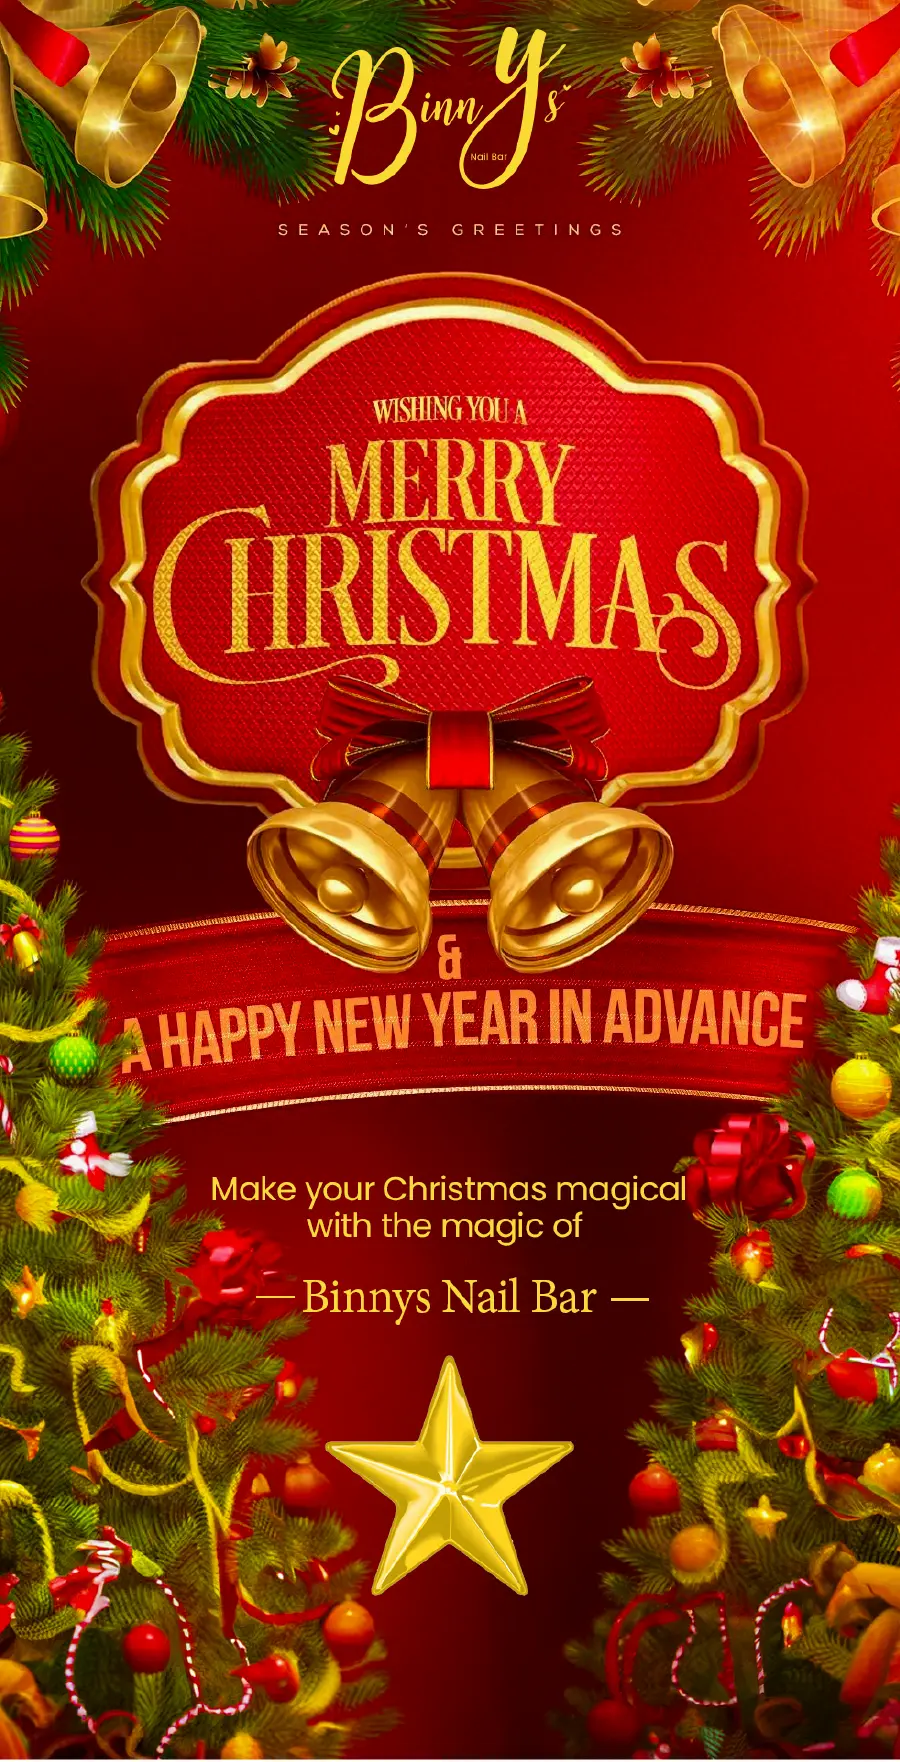 BinnYs
Nail Bar
SEASON'S GREETINGS
WISHING YOU A
MERRY
CHRISTMAS
&
A HAPPY NEW YEAR IN ADVANCE
Make your Christmas magical
with the magic of
— Binnys Nail Bar —